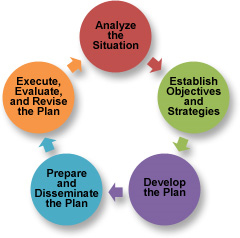 Analyze
the
Situation
Establish
Objectives
and
Strategies
Develop
the Plan
Prepare
and
Disseminate
the Plan
Execute,
Evaluate,
and Revise
the Plan